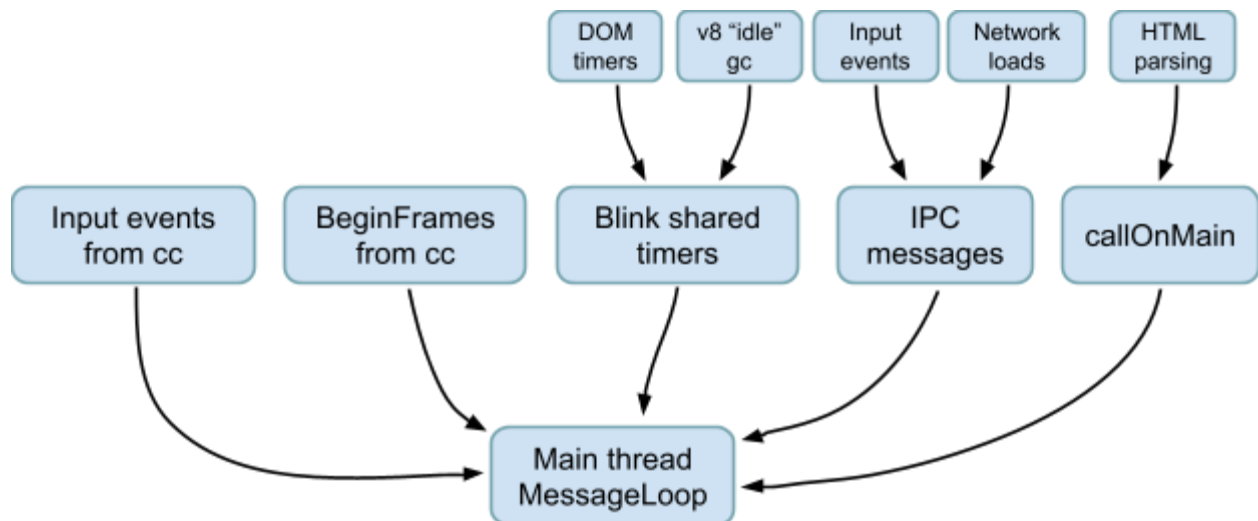 DOM
timers
v8 “idle”
gc
Input
events
Network
loads
HTML
parsing
Input events
from cc
BeginFrames
from cc
Blink shared
timers
IPC
messages
callOnMain
Main thread
MessageLoop